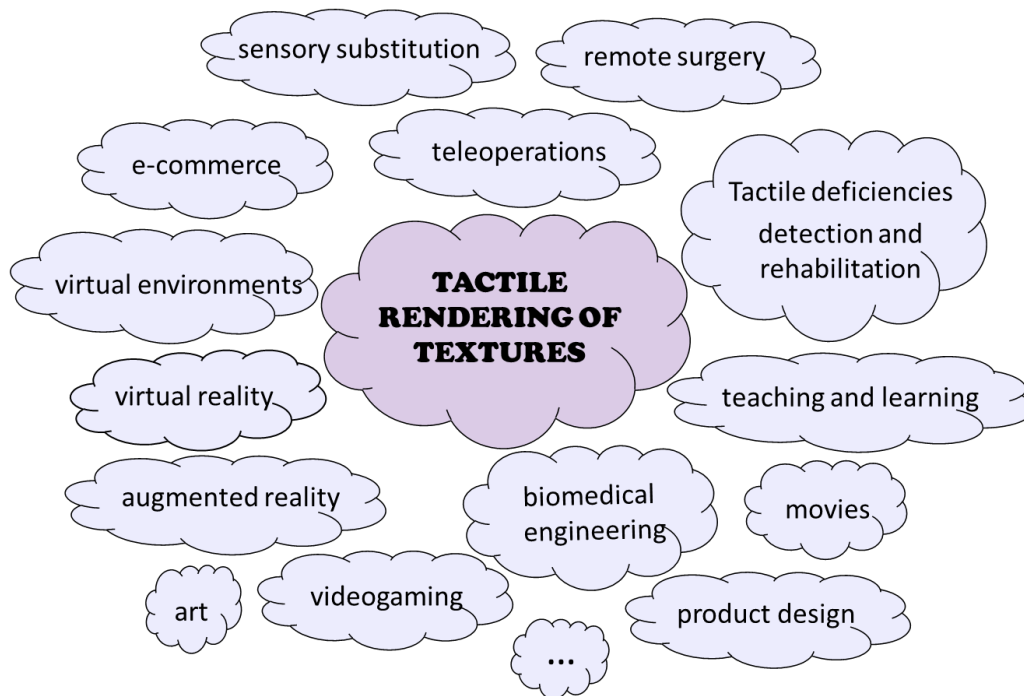 sensory substitution
remote surgery
e-commerce
teleoperations
Tactile deficiencies
detection and
rehabilitation
virtual environments
TACTILE
RENDERING OF
TEXTURES
virtual reality
teaching and learning
augmented reality
biomedical
engineering
movies
art
videogaming
product design
...